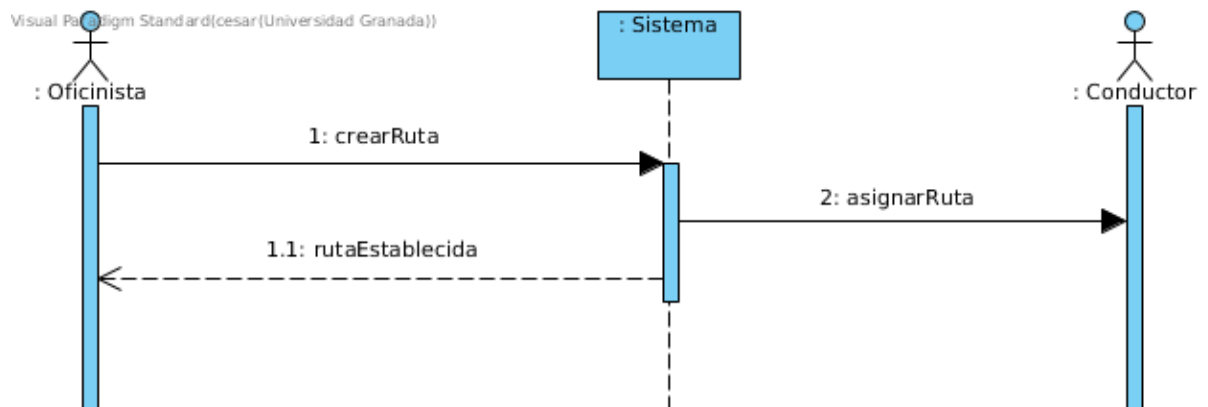 Visual Paradigm Standard(cesar(Universidad Granada))
: Sistema
: Oficinista
: Conductor
1: crearRuta
2: asignarRuta
1.1: rutaEstablecida